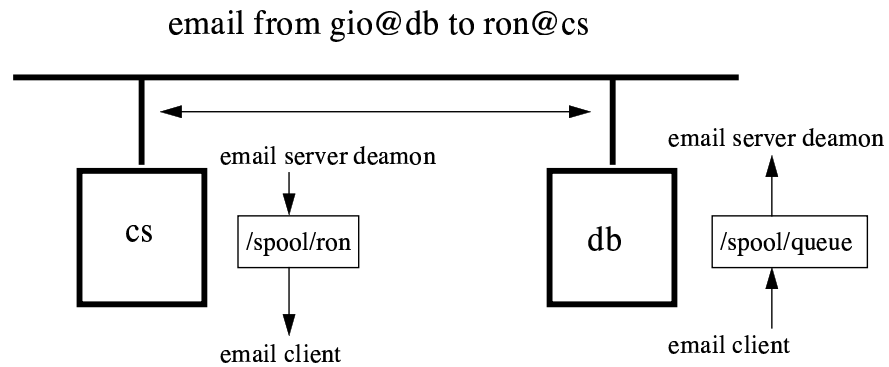 email from gio@db to ron@cs
email server deamon
email server deamon
cs
/spool/ron
db
/spool/queue
email client
email client